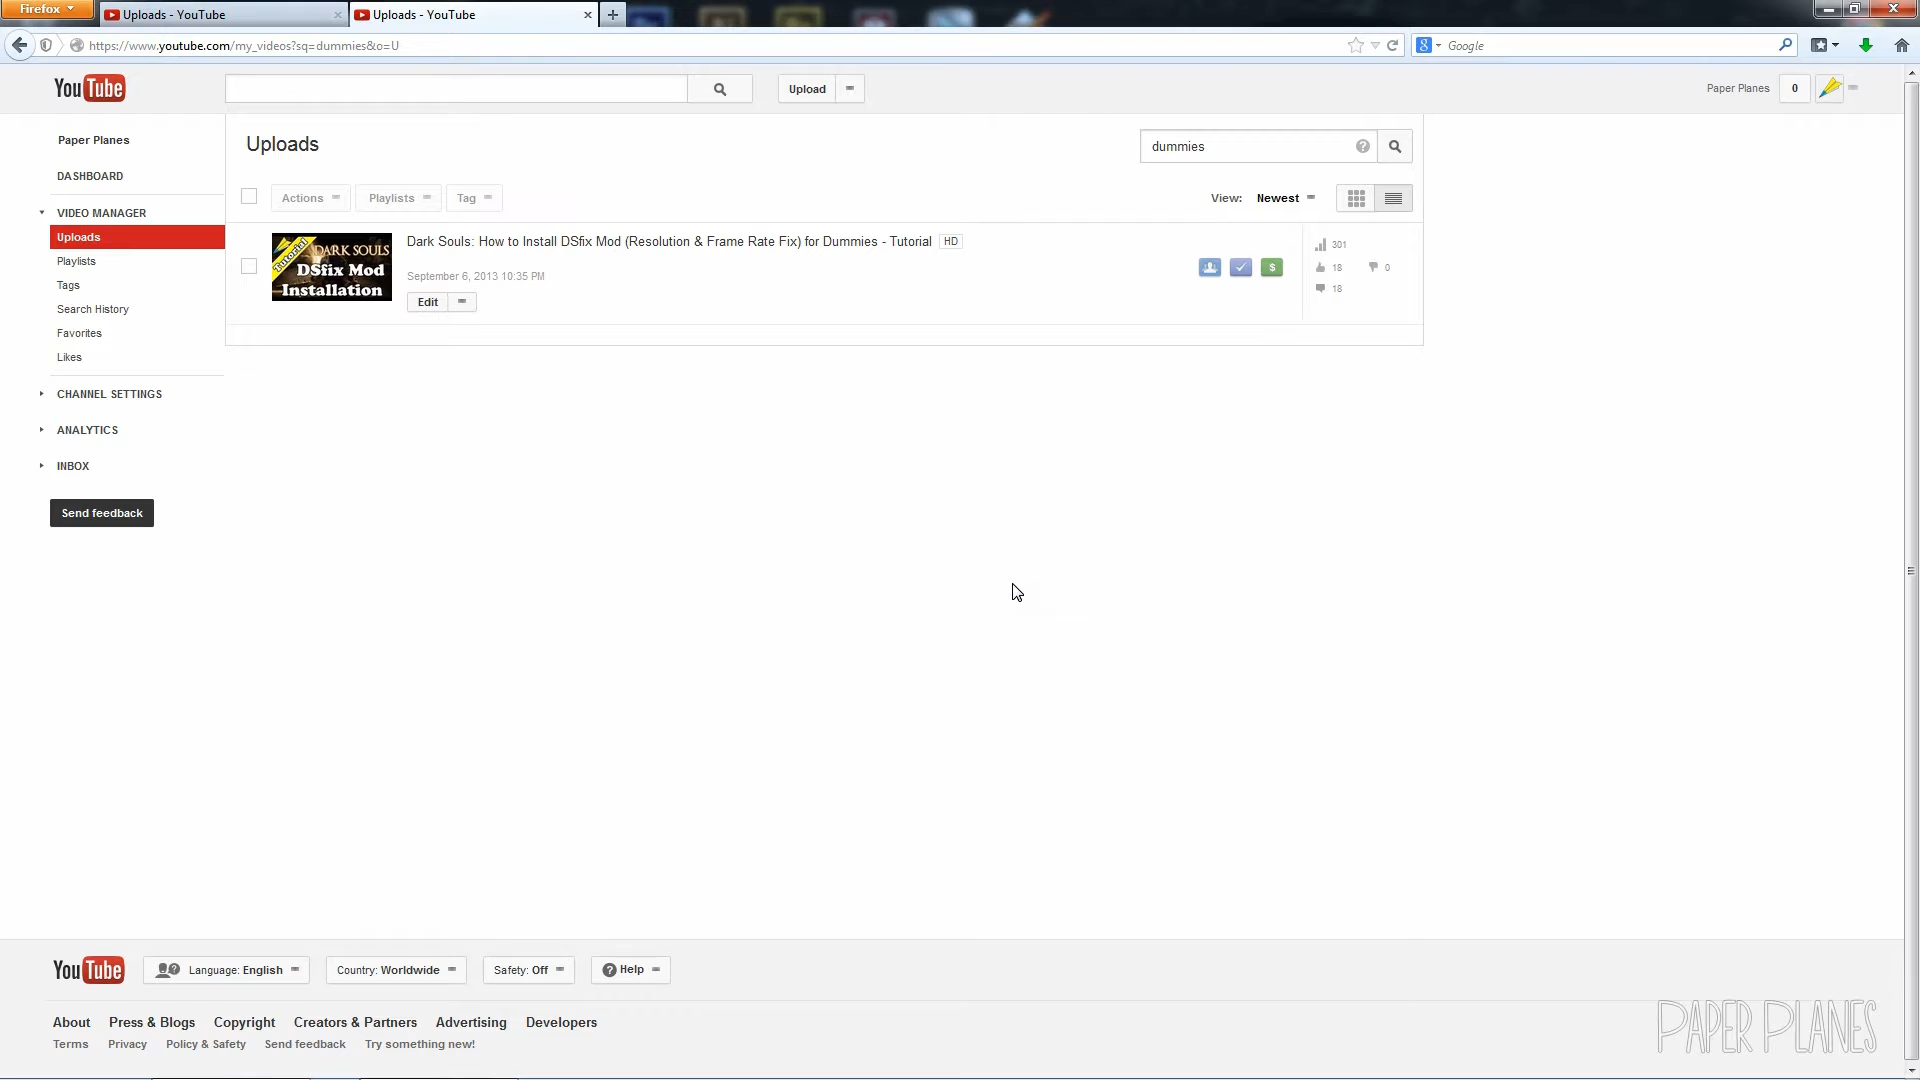 Firefox
Uploads - YouTube
Uploads - YouTube
https://www.youtube.com/my_videos?sq=dummies&o=U
Google
YouTube
Upload
Paper Planes
0
Paper Planes
DASHBOARD
VIDEO MANAGER
Uploads
Playlists
Tags
Search History
Favorites
Likes
CHANNEL SETTINGS
ANALYTICS
INBOX
Send feedback
Uploads
dummies
Actions
Playlists
Tag
View:
Newest
Tutorial
DARK SOULS
DSfix Mod
Installation
Dark Souls: How to Install DSfix Mod (Resolution & Frame Rate Fix) for Dummies - Tutorial
HD
September 6, 2013 10:35 PM
Edit
$
301
18
0
18
YouTube
Language: English
Country: Worldwide
Safety: Off
Help
About
Press & Blogs
Copyright
Creators & Partners
Advertising
Developers
Terms
Privacy
Policy & Safety
Send feedback
Try something new!
PAPER PLANES